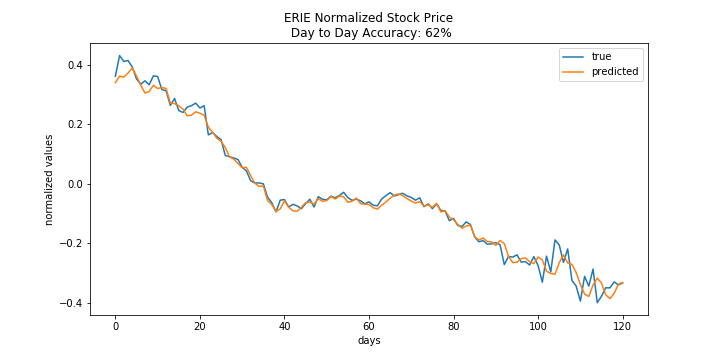 ERIE Normalized Stock Price
Day to Day Accuracy: 62%
true
predicted
normalized values
0.4
0.2
0.0
−0.2
−0.4
0
20
40
60
80
100
120
days